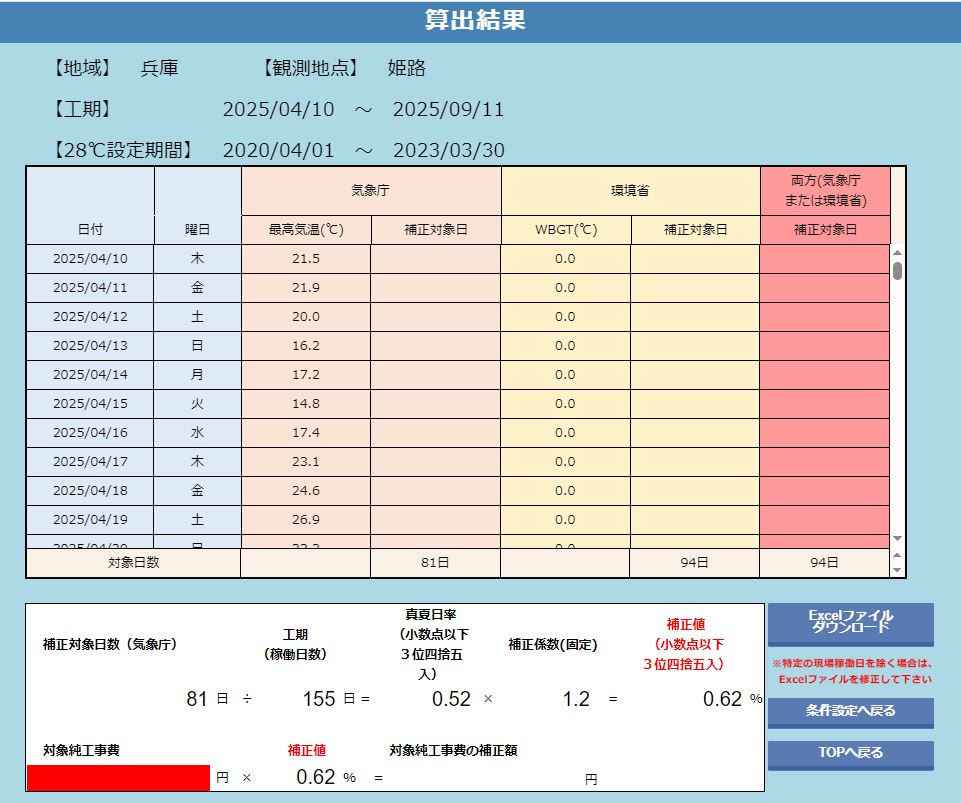 算出結果
【地域】 兵庫 【観測地点】 姫路
【工期】 2025/04/10 ～ 2025/09/11
【28℃設定期間】 2020/04/01 ～ 2023/03/30
気象庁 環境省 両方(気象庁
または環境省)
日付 曜日 最高気温(℃) 補正対象日 WBGT(℃) 補正対象日 補正対象日
2025/04/10 木 21.5 0.0
2025/04/11 金 21.9 0.0
2025/04/12 土 20.0 0.0
2025/04/13 日 16.2 0.0
2025/04/14 月 17.2 0.0
2025/04/15 火 14.8 0.0
2025/04/16 水 17.4 0.0
2025/04/17 木 23.1 0.0
2025/04/18 金 24.6 0.0
2025/04/19 土 26.9 0.0
2025/04/20 日 0.0
対象日数 81日 94日 94日
補正対象日数（気象庁）
工期
（稼働日数）
真夏日率
（小数点以下
３位四捨五
入）
補正係数(固定)
補正値
（小数点以下
３位四捨五入）
81 日 ÷ 155 日 = 0.52 × 1.2 = 0.62 %
対象純工事費 補正値 対象純工事費の補正額
円 × 0.62 % = 円
Excelファイル
ダウンロード
※特定の現場稼働日を除く場合は、
Excelファイルを修正して下さい
条件設定へ戻る
TOPへ戻る